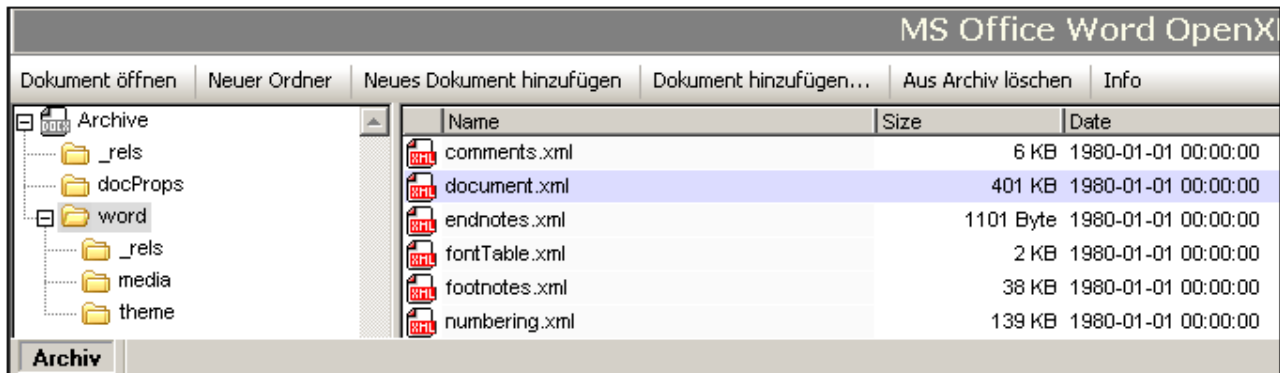 MS Office Word OpenX
Dokument öffnen Neuer Ordner Neues Dokument hinzufügen Dokument hinzufügen... Aus Archiv löschen Info
Archive
_rels
docProps
word
_rels
media
theme
Name Size Date
comments.xml 6 KB 1980-01-01 00:00:00
document.xml 401 KB 1980-01-01 00:00:00
endnotes.xml 1101 Byte 1980-01-01 00:00:00
fontTable.xml 2 KB 1980-01-01 00:00:00
footnotes.xml 38 KB 1980-01-01 00:00:00
numbering.xml 139 KB 1980-01-01 00:00:00
Archiv